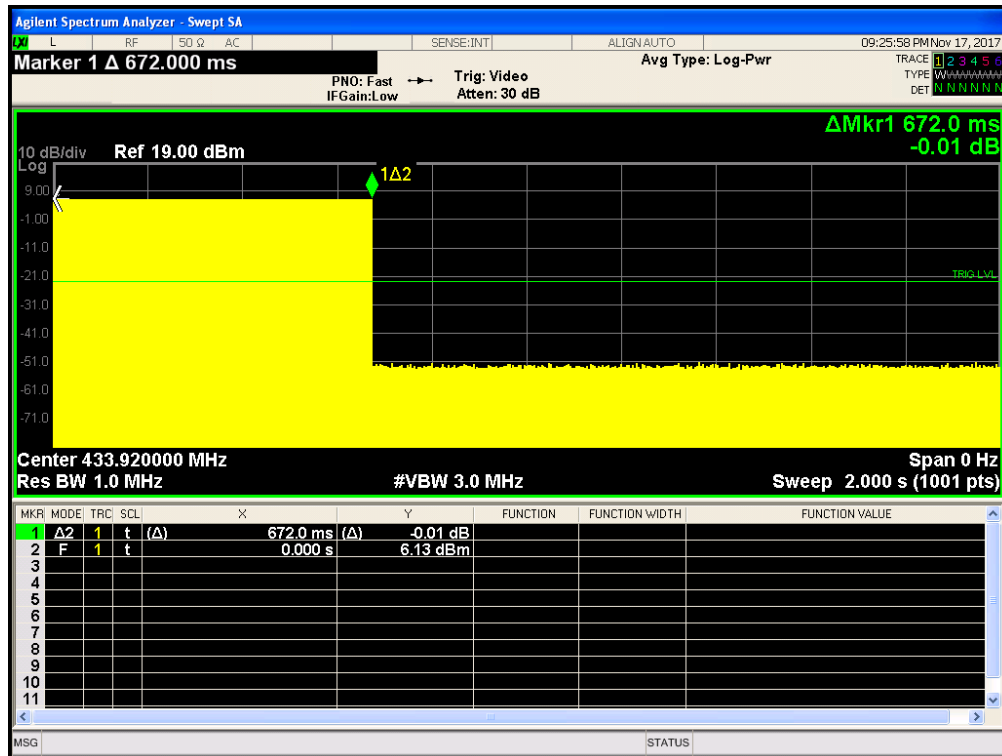 Agilent Spectrum Analyzer - Swept SA
LXI L RF 50 Ω AC SENSE:INT ALIGN AUTO 09:25:58 PM Nov 17, 2017
Marker 1 Δ 672.000 ms
PNO: Fast
IFGain:Low
Trig: Video
Atten: 30 dB
Avg Type: Log-Pwr
TRACE 1 2 3 4 5 6
TYPE WWWWWW
DET N N N N N N
ΔMkr1 672.0 ms
-0.01 dB
10 dB/div Ref 19.00 dBm
Log
1Δ2
9.00
-1.00
-11.0
-21.0
TRIG LVL
-31.0
-41.0
-51.0
-61.0
-71.0
Center 433.920000 MHz Span 0 Hz
Res BW 1.0 MHz #VBW 3.0 MHz Sweep 2.000 s (1001 pts)
MKR MODE TRC SCL X Y FUNCTION FUNCTION WIDTH FUNCTION VALUE
1 Δ2 1 t (Δ) 672.0 ms (Δ) -0.01 dB
2 F 1 t 0.000 s 6.13 dBm
3
4
5
6
7
8
9
10
11
MSG STATUS